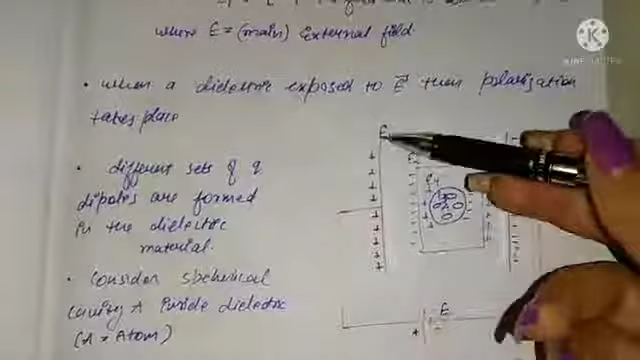 where E = (main) External field.
• when a dielectric exposed to E then polarization
takes place
• different sets of q
dipoles are formed
in the dielectric
material.
• consider spherical
cavity A inside dielectric
(A = Atom)
E
+ -
K
KINEMASTER